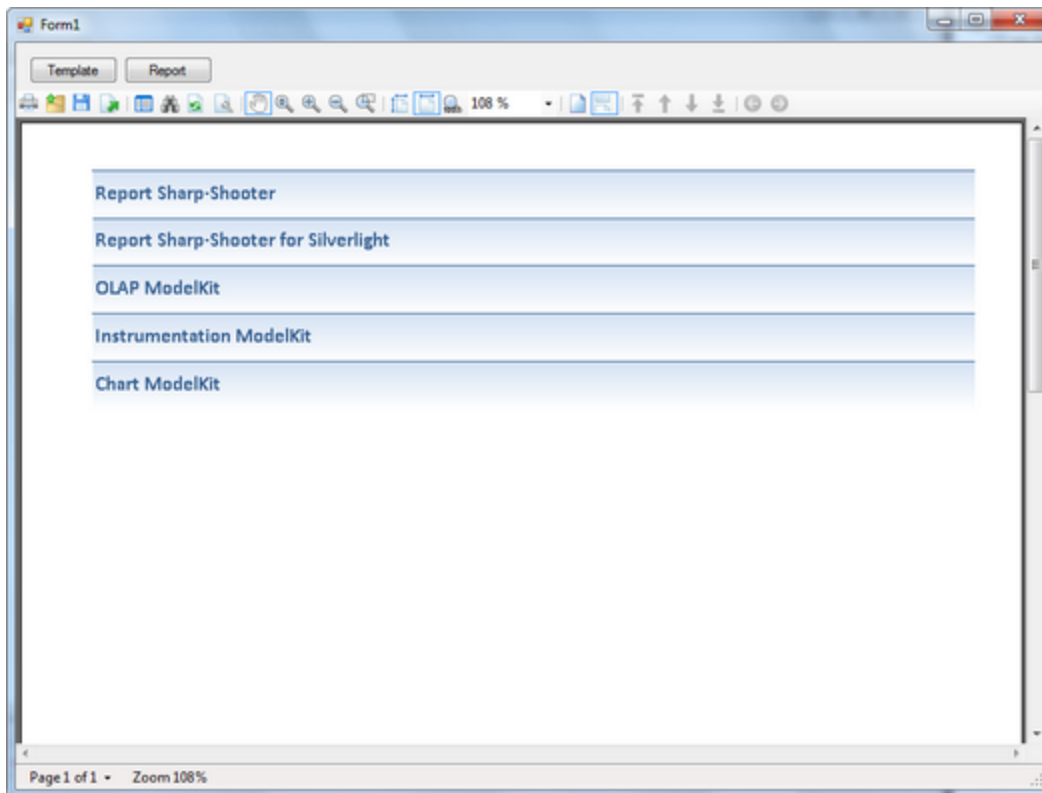 Form1
Template Report
108 %
Report Sharp-Shooter
Report Sharp-Shooter for Silverlight
OLAP ModelKit
Instrumentation ModelKit
Chart ModelKit
Page 1 of 1 Zoom 108%